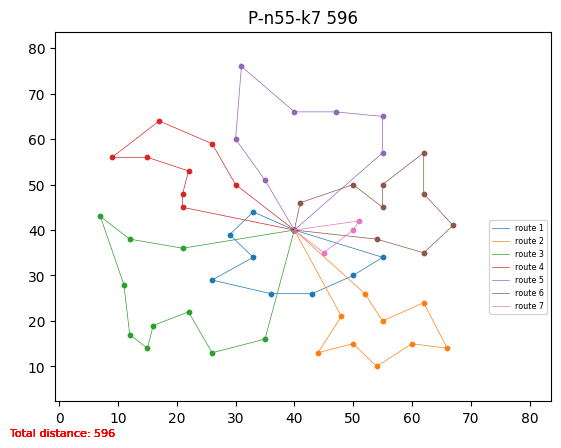 P-n55-k7 596
80
70
60
50
40
30
20
10
0 10 20 30 40 50 60 70 80
route 1
route 2
route 3
route 4
route 5
route 6
route 7
Total distance: 596